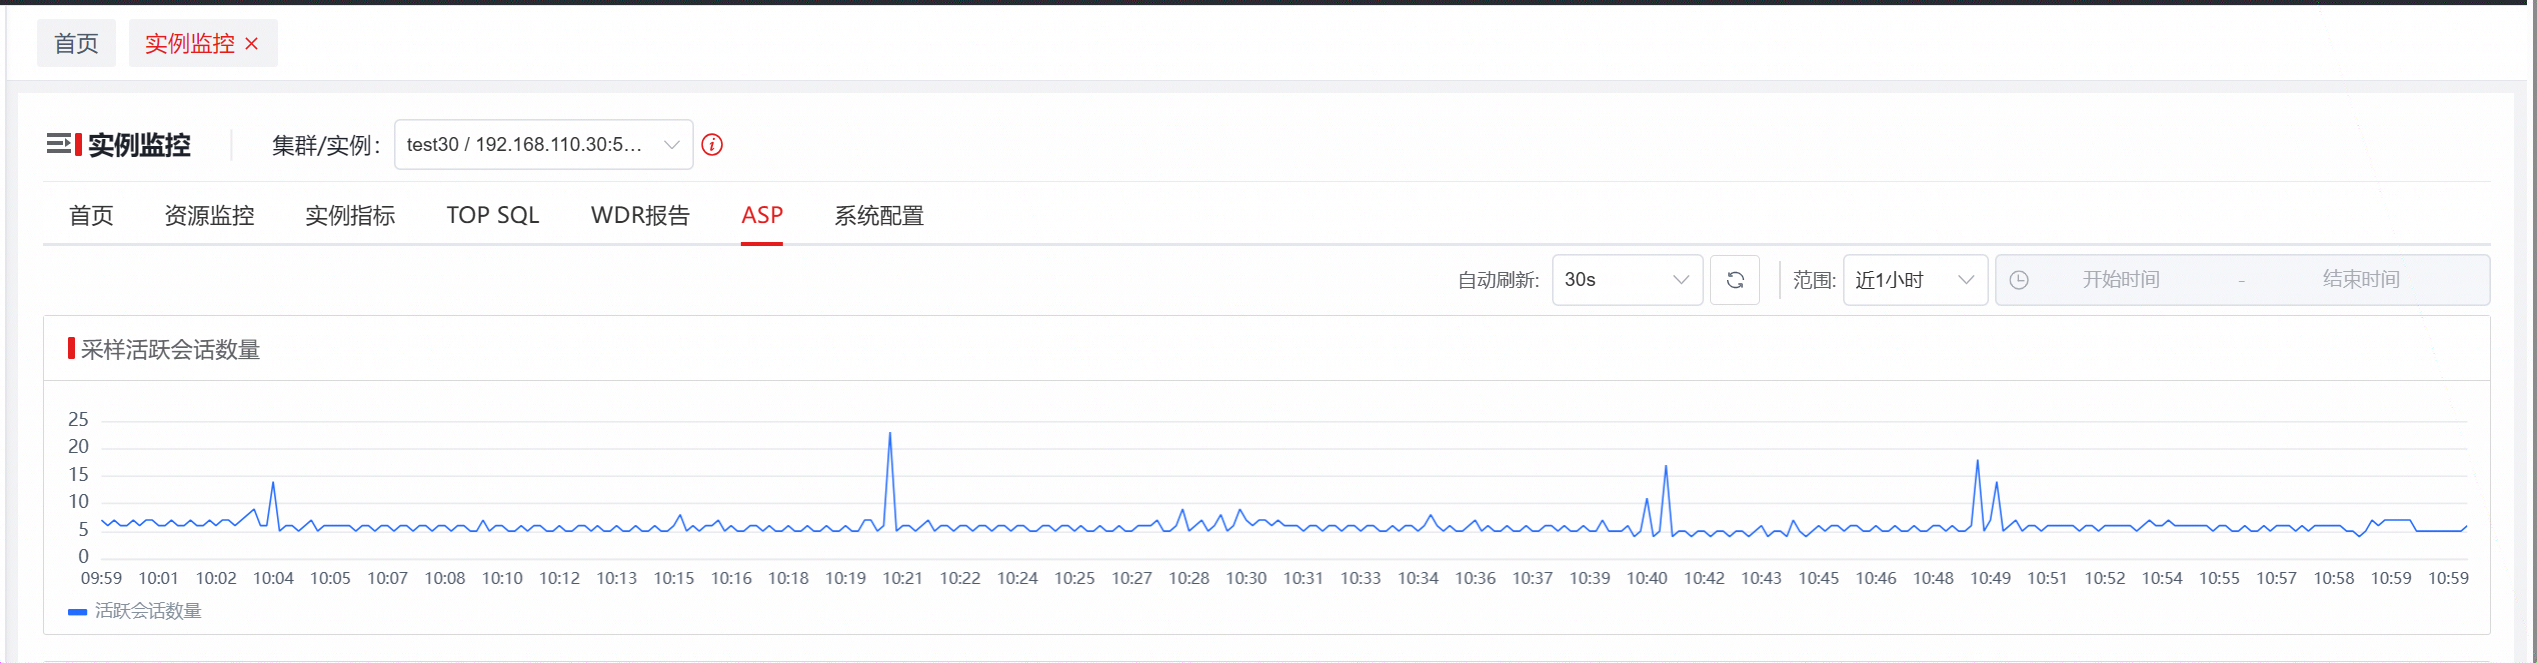 首页 实例监控 ×
实例监控 集群/实例： test30 / 192.168.110.30:5...
首页 资源监控 实例指标 TOP SQL WDR报告 ASP 系统配置
自动刷新: 30s 范围: 近1小时 开始时间 - 结束时间
采样活跃会话数量
25
20
15
10
5
0
09:59 10:01 10:02 10:04 10:05 10:07 10:08 10:10 10:12 10:13 10:15 10:16 10:18 10:19 10:21 10:22 10:24 10:25 10:27 10:28 10:30 10:31 10:33 10:34 10:36 10:37 10:39 10:40 10:42 10:43 10:45 10:46 10:48 10:49 10:51 10:52 10:54 10:55 10:57 10:58 10:59 10:59
活跃会话数量